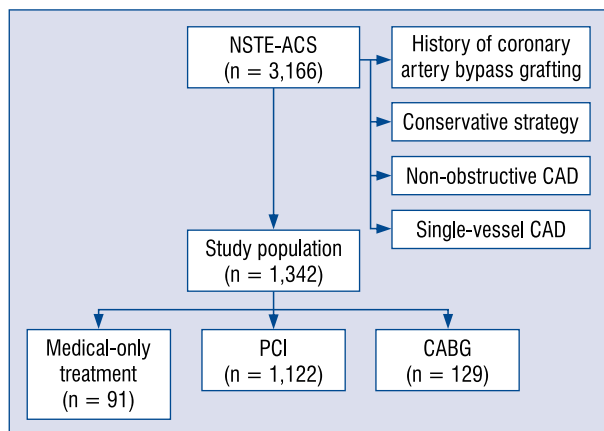 NSTE-ACS
(n = 3,166)
History of coronary
artery bypass grafting
Conservative strategy
Non-obstructive CAD
Single-vessel CAD
Study population
(n = 1,342)
Medical-only
treatment
(n = 91)
PCI
(n = 1,122)
CABG
(n = 129)